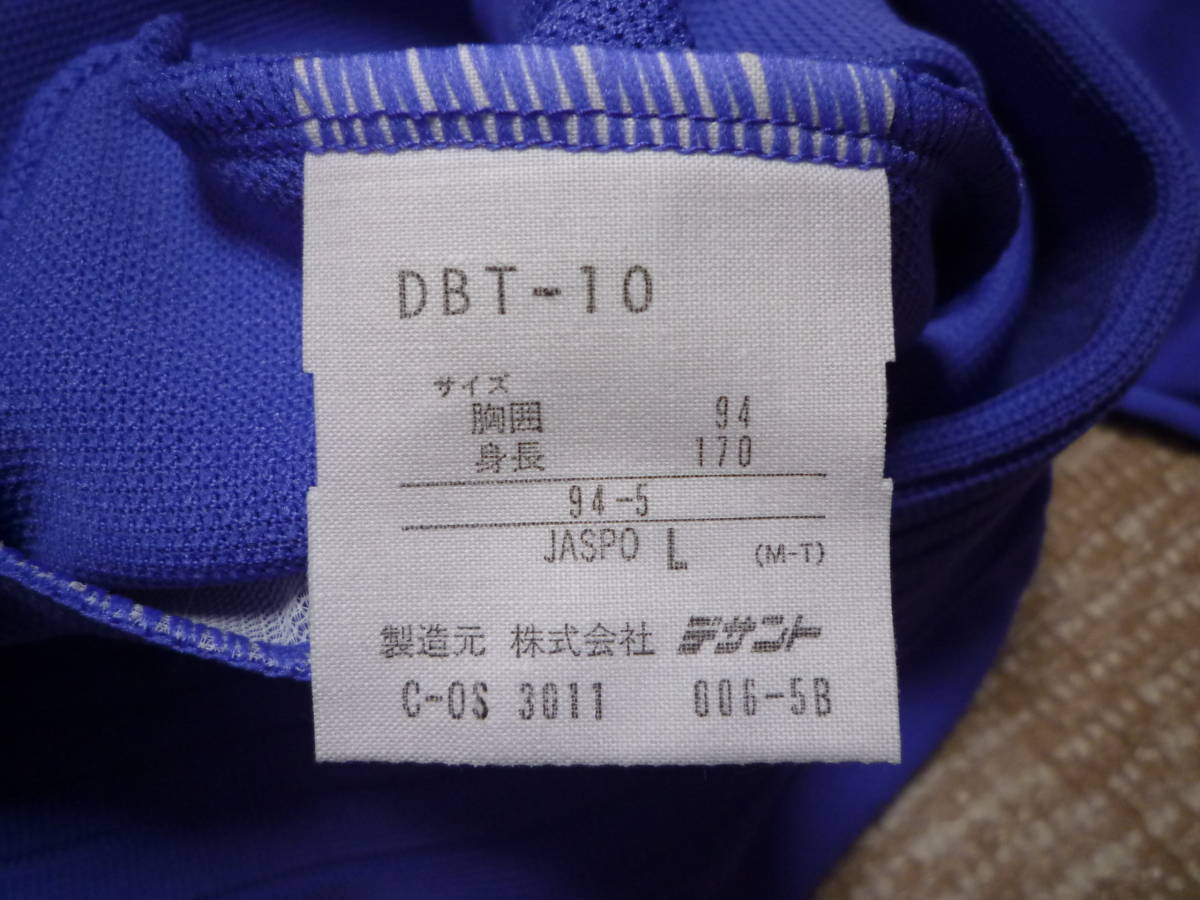 DBT-10
サイズ
胸囲 94
身長 170
94-5
JASPO L (M-T)
製造元 株式会社 デサント
C-OS 3011 006-5B